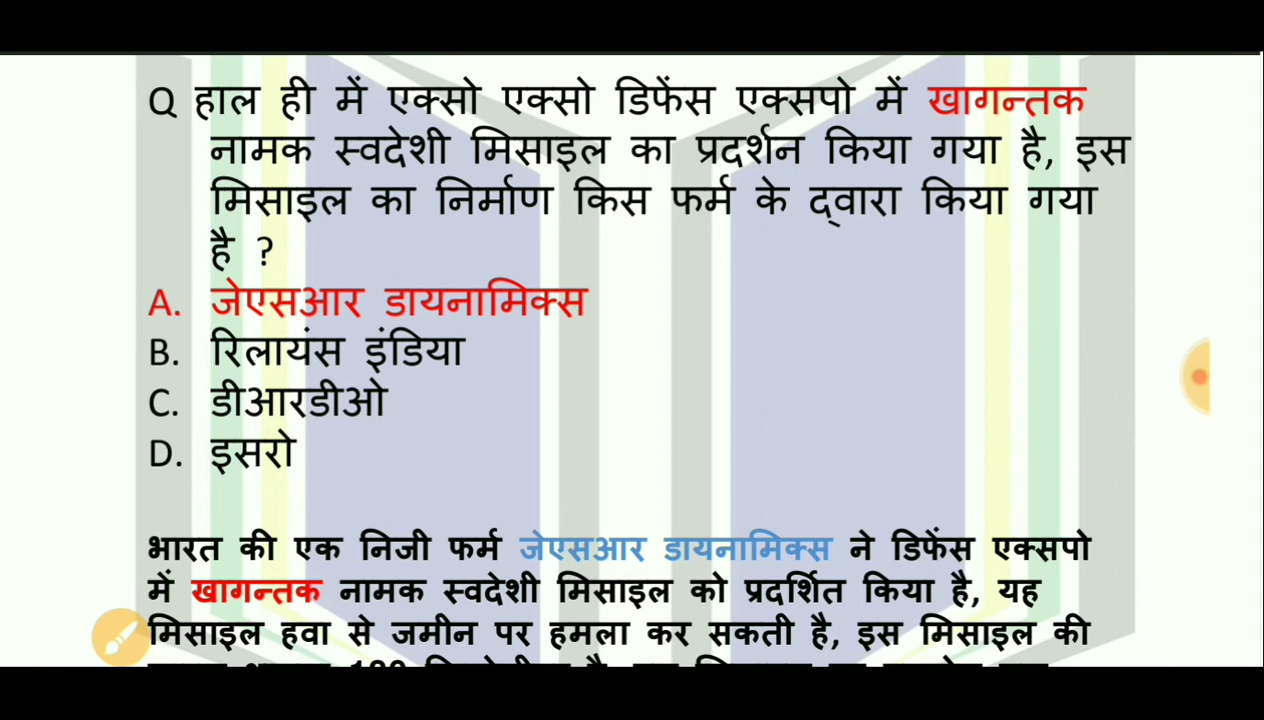 Q हाल ही में एक्सो एक्सो डिफेंस एक्सपो में खागन्तक
नामक स्वदेशी मिसाइल का प्रदर्शन किया गया है, इस
मिसाइल का निर्माण किस फर्म के द्वारा किया गया
है ?
A. जेएसआर डायनामिक्स
B. रिलायंस इंडिया
C. डीआरडीओ
D. इसरो
भारत की एक निजी फर्म जेएसआर डायनामिक्स ने डिफेंस एक्सपो
में खागन्तक नामक स्वदेशी मिसाइल को प्रदर्शित किया है, यह
मिसाइल हवा से जमीन पर हमला कर सकती है, इस मिसाइल की